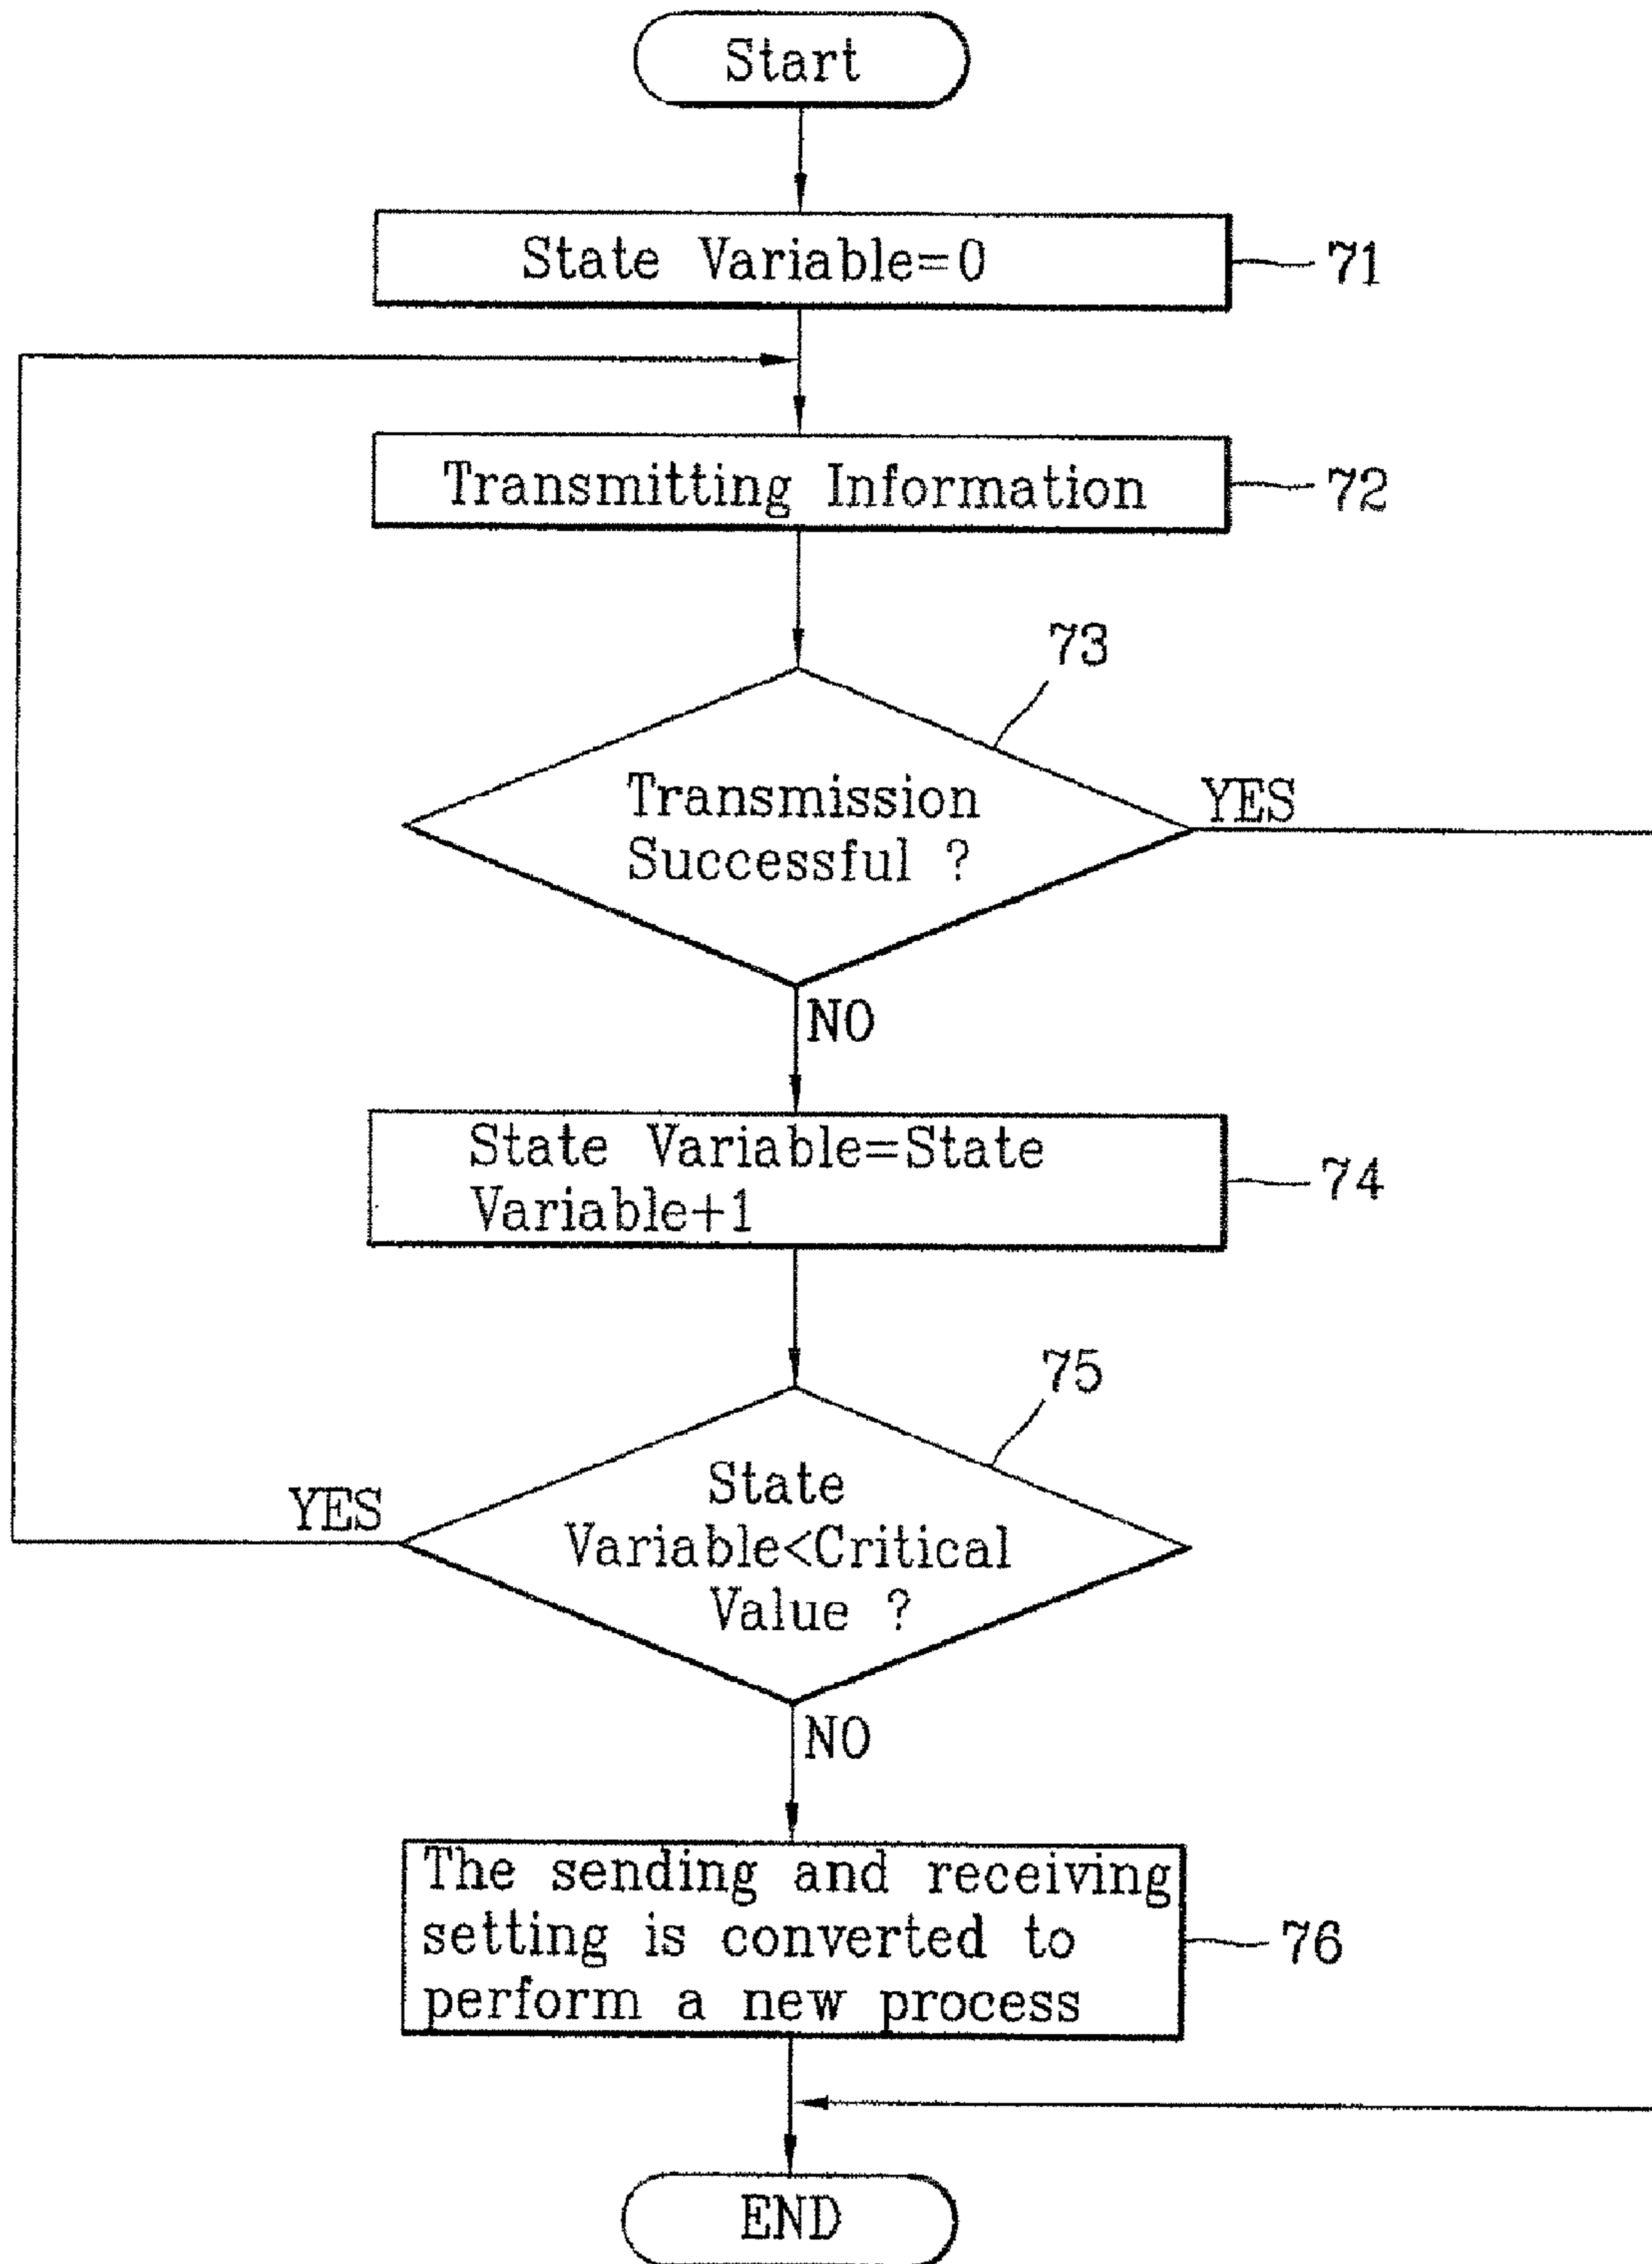 Start
State Variable=0
71
Transmitting Information
72
73
Transmission
Successful ?
YES
NO
State Variable=State
Variable+1
74
75
State
Variable<Critical
Value ?
YES
NO
The sending and receiving
setting is converted to
perform a new process
76
END